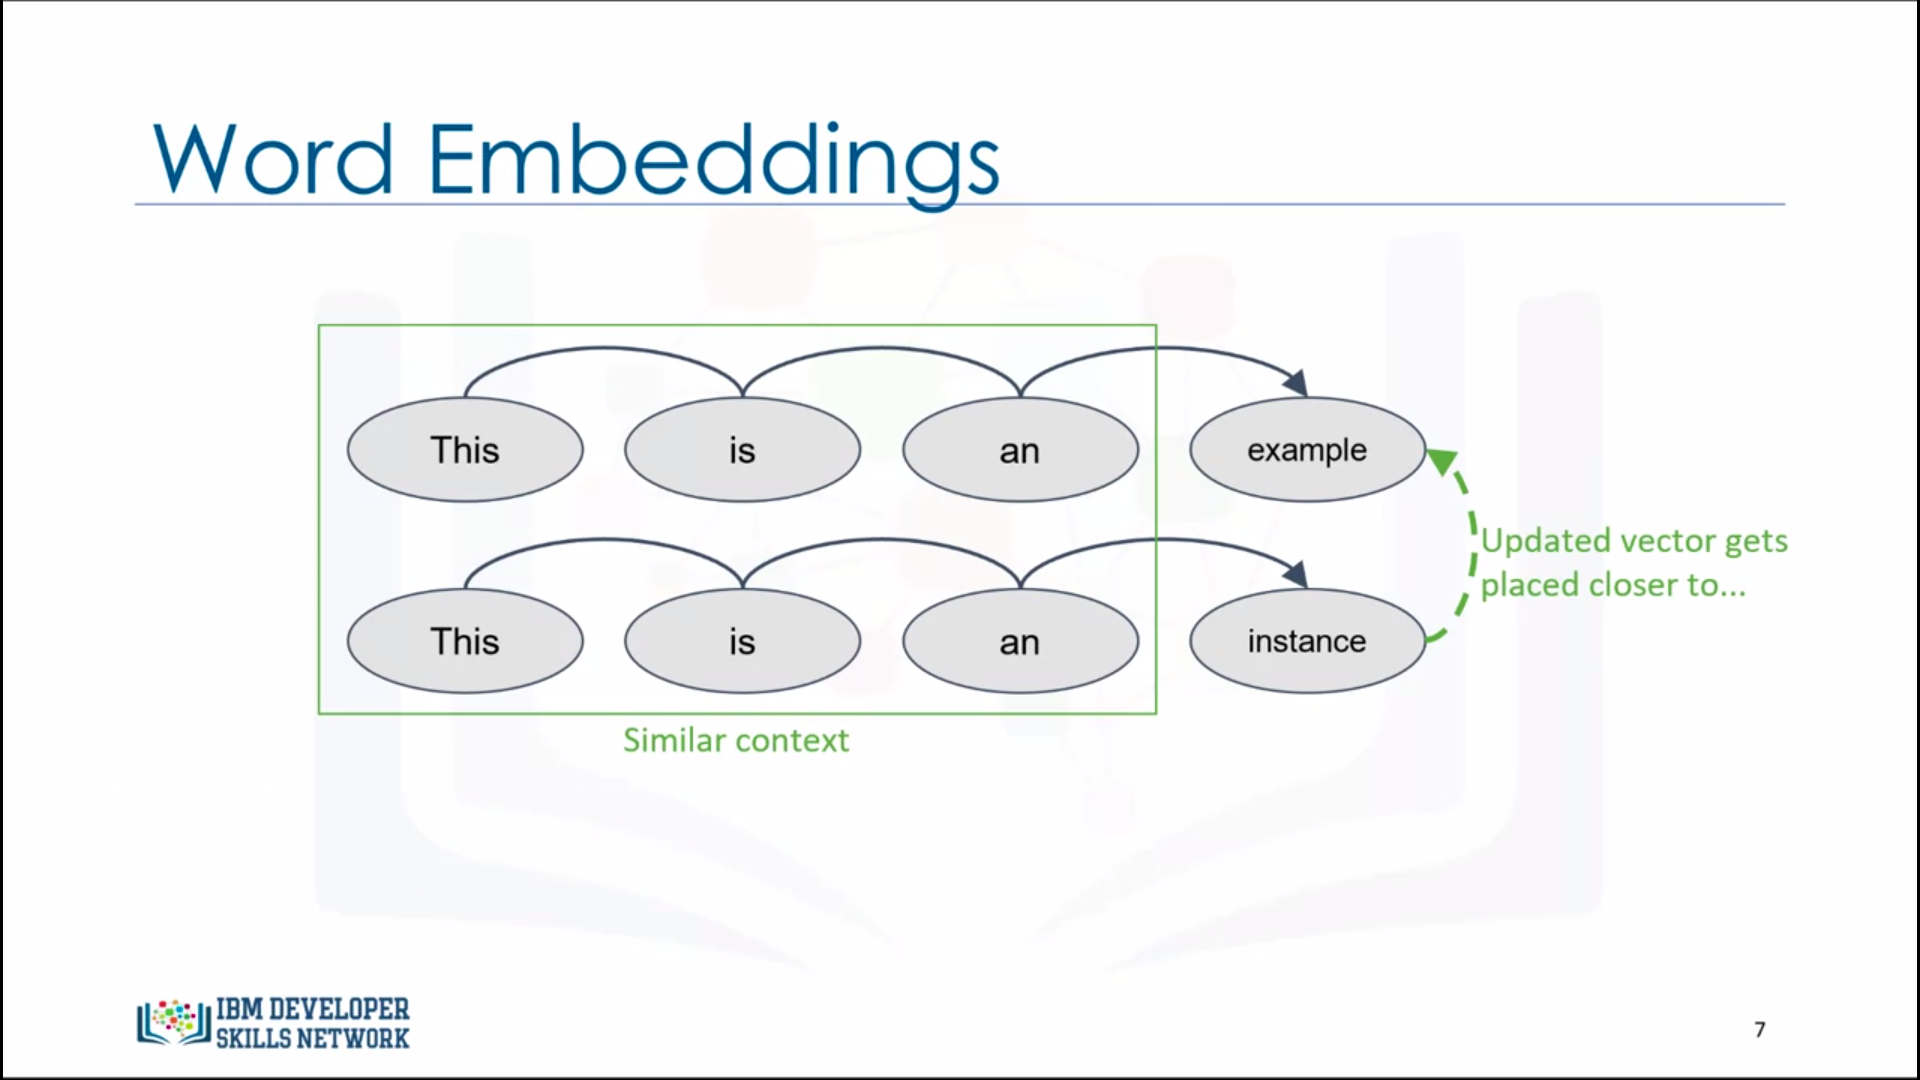 Word Embeddings
This is an example
Updated vector gets
placed closer to...
This is an instance
Similar context
IBM DEVELOPER
SKILLS NETWORK
7